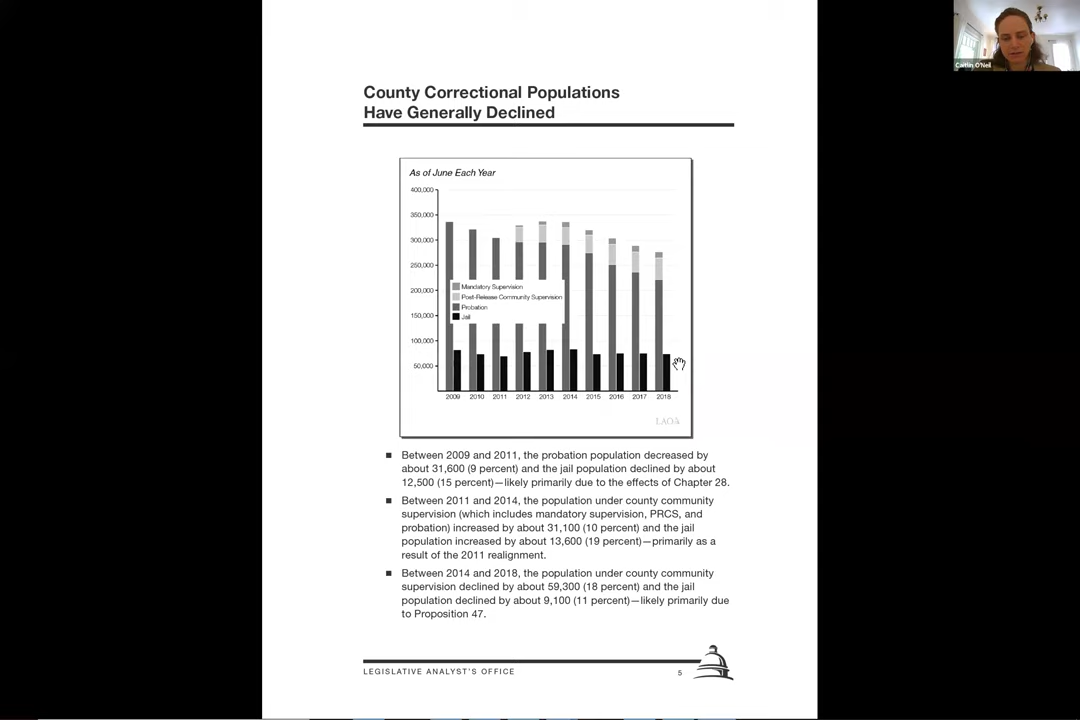 Caitlin O'Neil
County Correctional Populations
Have Generally Declined
As of June Each Year
400,000
350,000
300,000
250,000
200,000
150,000
100,000
50,000
Mandatory Supervision
Post-Release Community Supervision
Probation
Jail
2009 2010 2011 2012 2013 2014 2015 2016 2017 2018
LAO
■ Between 2009 and 2011, the probation population decreased by
about 31,600 (9 percent) and the jail population declined by about
12,500 (15 percent)—likely primarily due to the effects of Chapter 28.
■ Between 2011 and 2014, the population under county community
supervision (which includes mandatory supervision, PRCS, and
probation) increased by about 31,100 (10 percent) and the jail
population increased by about 13,600 (19 percent)—primarily as a
result of the 2011 realignment.
■ Between 2014 and 2018, the population under county community
supervision declined by about 59,300 (18 percent) and the jail
population declined by about 9,100 (11 percent)—likely primarily due
to Proposition 47.
LEGISLATIVE ANALYST'S OFFICE 5